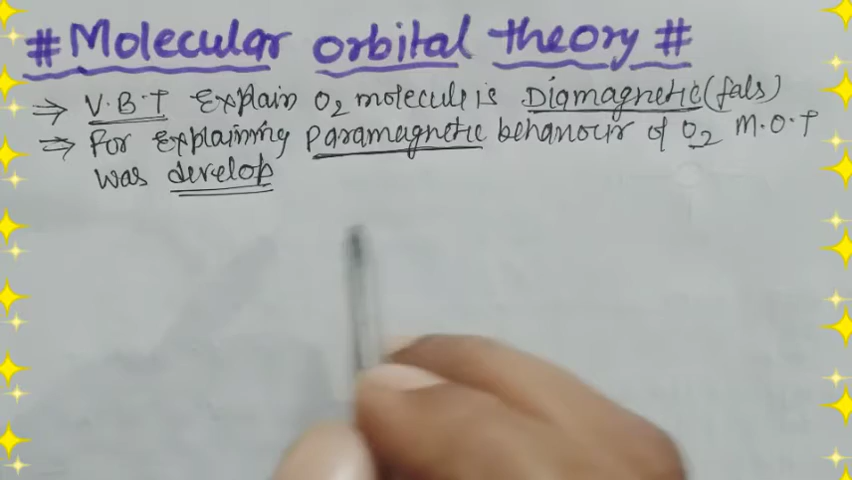 # Molecular orbital theory #
⇒ V.B.T Explain O2 molecule is Diamagnetic (fals)
⇒ For Explaining Paramagnetic behaviour of O2 M.O.T
was develop